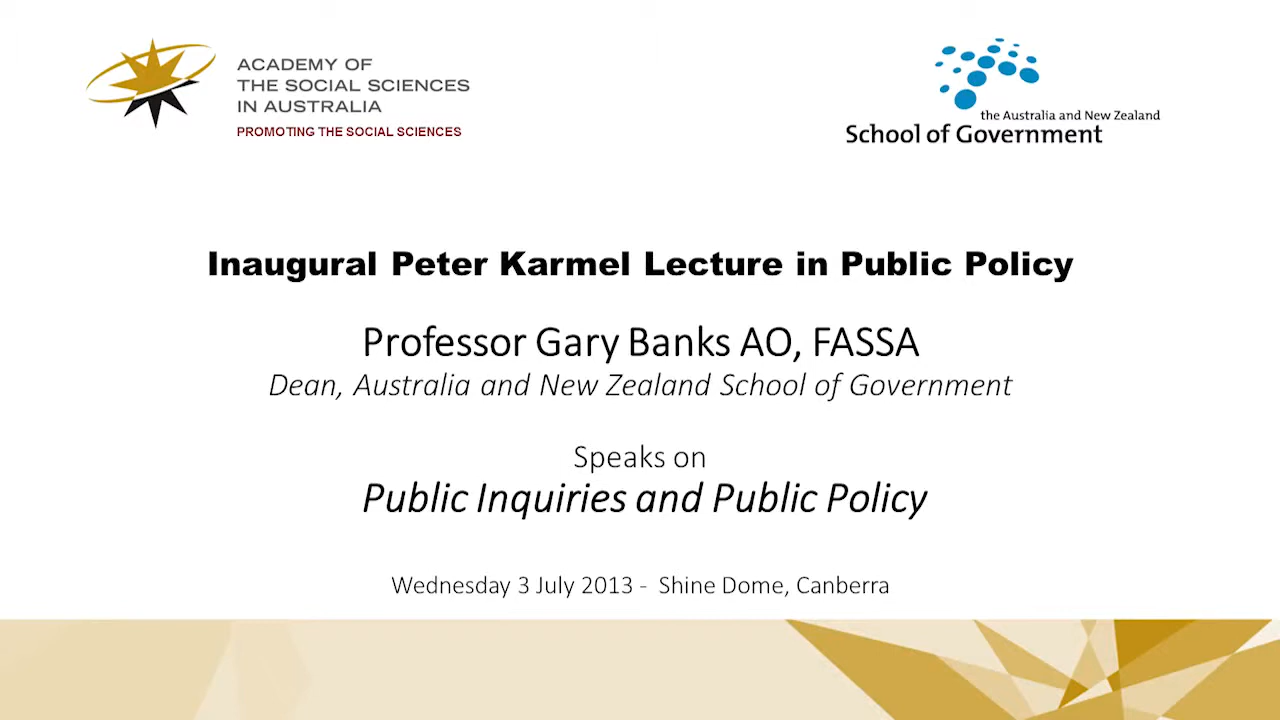 ACADEMY OF
THE SOCIAL SCIENCES
IN AUSTRALIA
PROMOTING THE SOCIAL SCIENCES
the Australia and New Zealand
School of Government
Inaugural Peter Karmel Lecture in Public Policy
Professor Gary Banks AO, FASSA
Dean, Australia and New Zealand School of Government
Speaks on
Public Inquiries and Public Policy
Wednesday 3 July 2013 - Shine Dome, Canberra